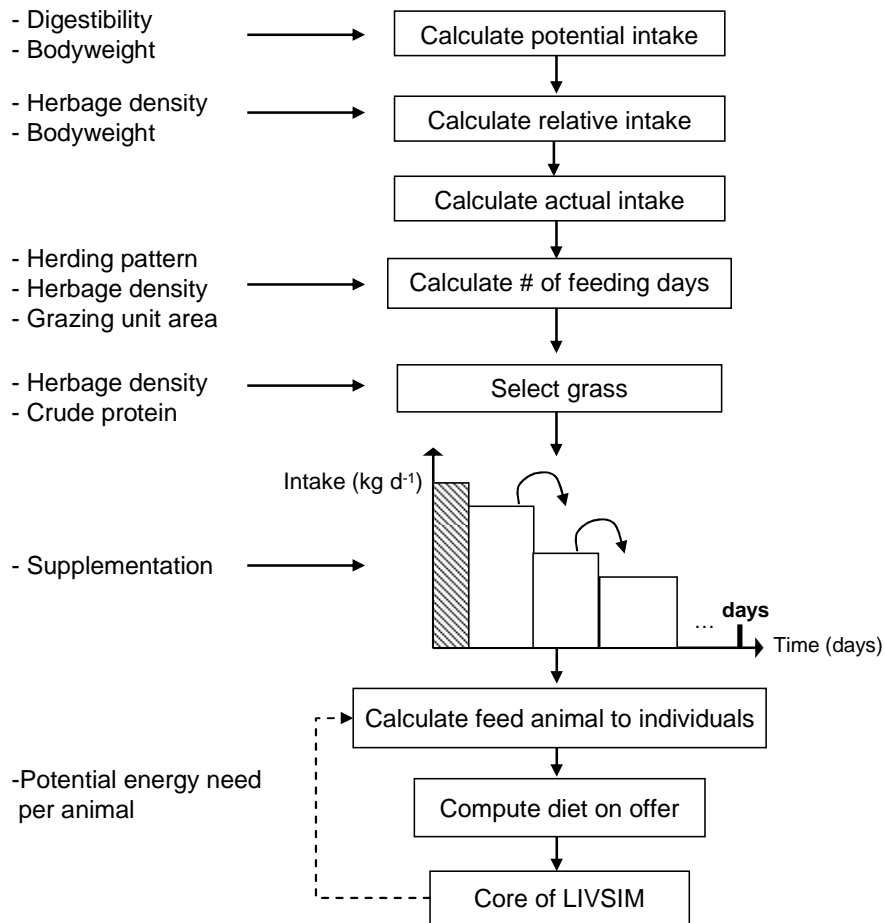 - Digestibility
- Bodyweight
Calculate potential intake
- Herbage density
- Bodyweight
Calculate relative intake
Calculate actual intake
- Herding pattern
- Herbage density
- Grazing unit area
Calculate # of feeding days
- Herbage density
- Crude protein
Select grass
Intake (kg d⁻¹)
- Supplementation
... days
Time (days)
Calculate feed animal to individuals
-Potential energy need
per animal
Compute diet on offer
Core of LIVSIM